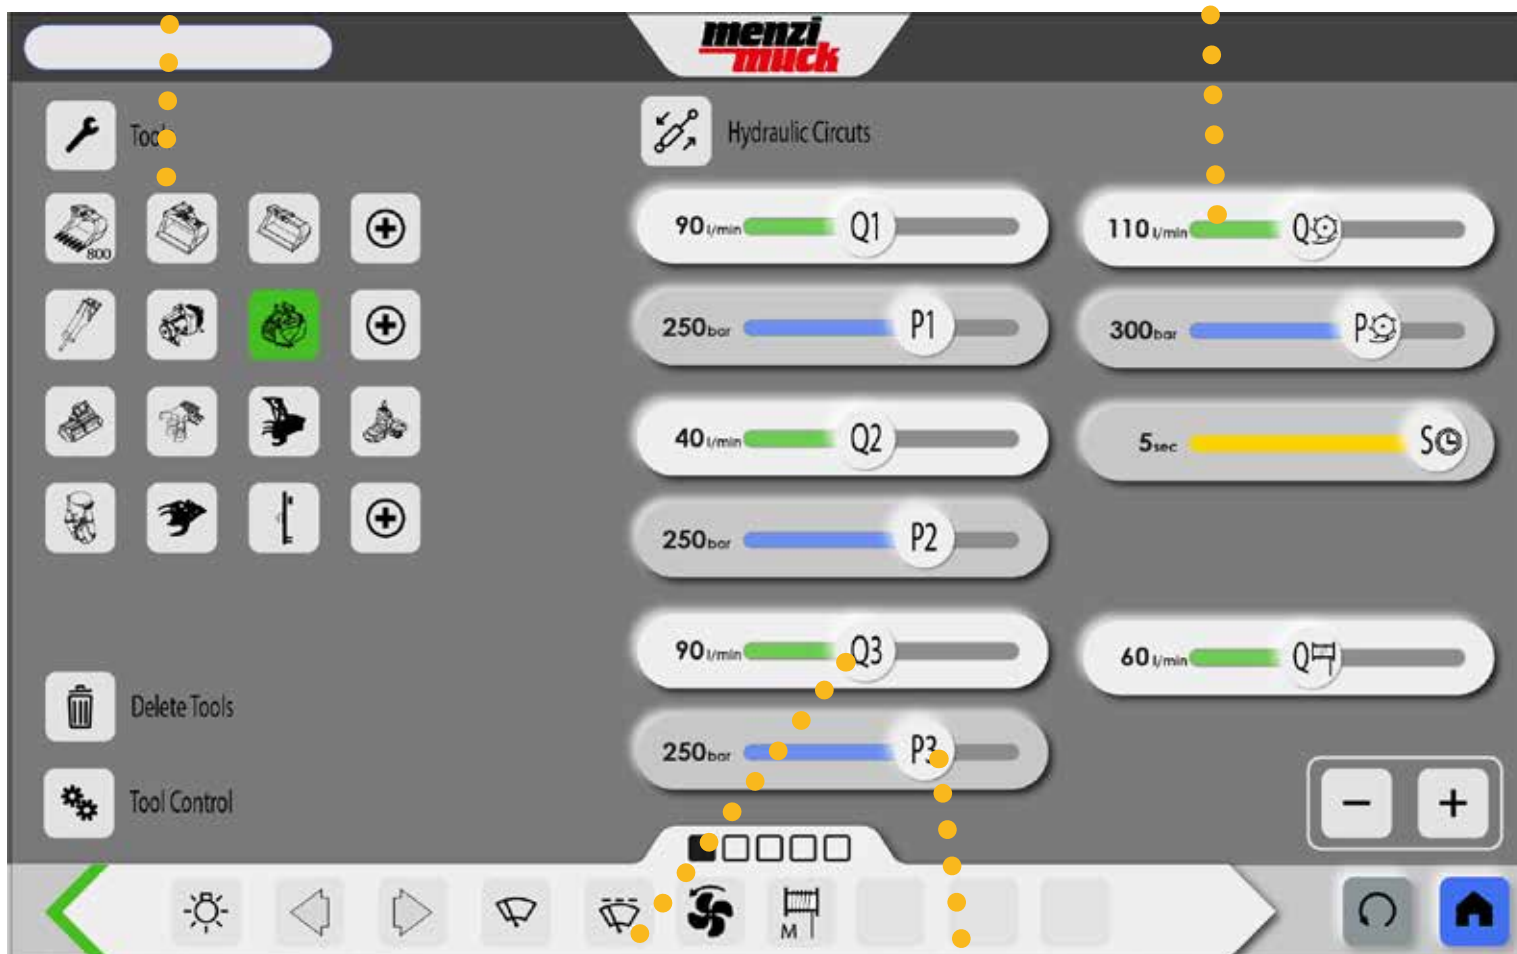 menzi
muck
Tools
Hydraulic Circuts
800
90 l/min Q1
110 l/min Q
250 bar P1
300 bar P
40 l/min Q2
5 sec S
250 bar P2
90 l/min Q3
60 l/min Q
Delete Tools
250 bar P3
Tool Control
M